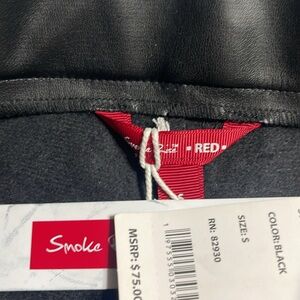 • RED •
Smoke
COLOR:BLACK
SIZE: S
RN: 82930
MSRP: $75.00